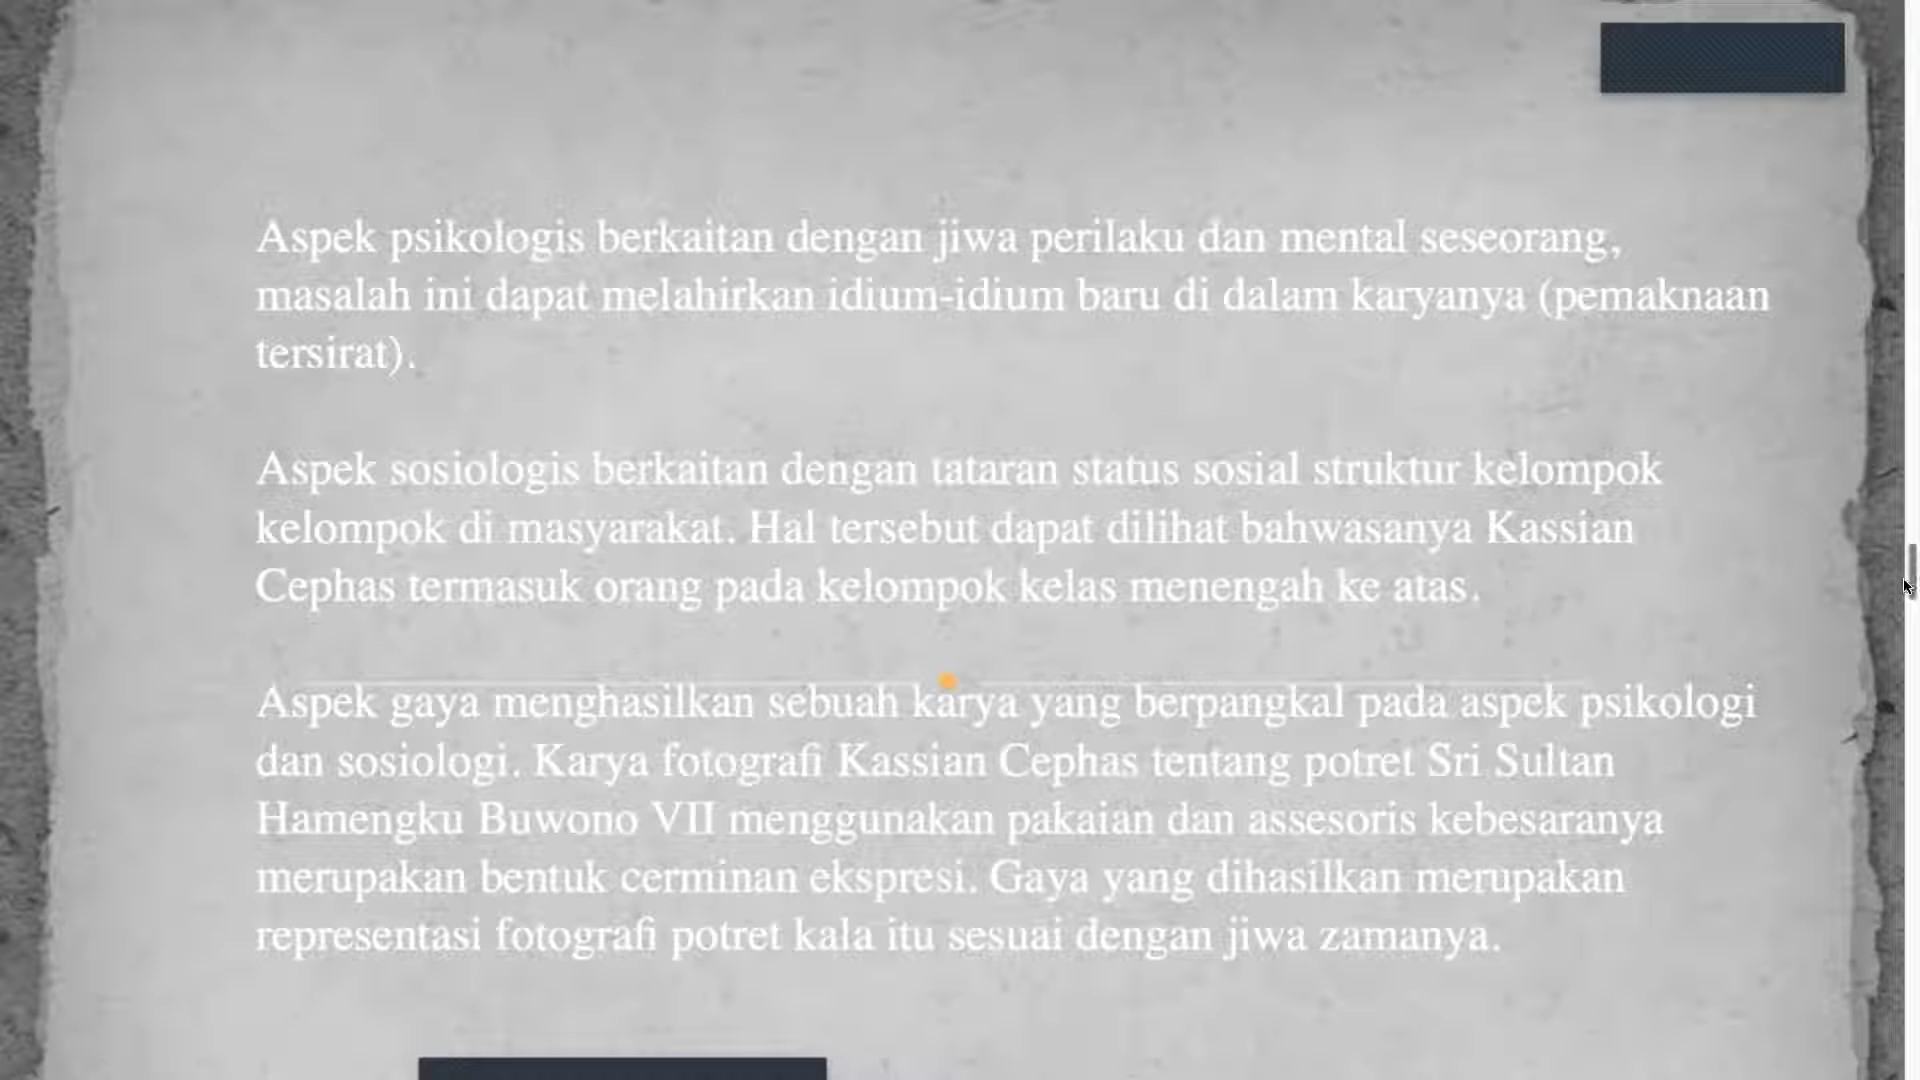 Aspek psikologis berkaitan dengan jiwa perilaku dan mental seseorang,
masalah ini dapat melahirkan idium-idium baru di dalam karyanya (pemaknaan
tersirat).
Aspek sosiologis berkaitan dengan tataran status sosial struktur kelompok
kelompok di masyarakat. Hal tersebut dapat dilihat bahwasanya Kassian
Cephas termasuk orang pada kelompok kelas menengah ke atas.
Aspek gaya menghasilkan sebuah karya yang berpangkal pada aspek psikologi
dan sosiologi. Karya fotografi Kassian Cephas tentang potret Sri Sultan
Hamengku Buwono VII menggunakan pakaian dan assesoris kebesaranya
merupakan bentuk cerminan ekspresi. Gaya yang dihasilkan merupakan
representasi fotografi potret kala itu sesuai dengan jiwa zamanya.